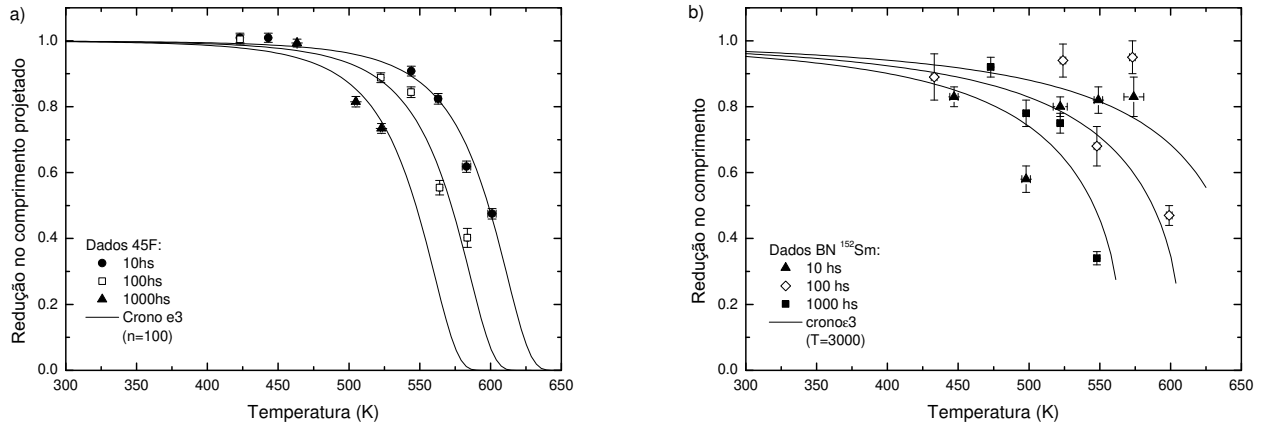 a)
Redução no comprimento projetado
1.0
0.8
0.6
0.4
0.2
0.0
Dados 45F:
10hs
100hs
1000hs
Crono e3
(n=100)
300 350 400 450 500 550 600 650
Temperatura (K)
b)
Redução no comprimento
1.0
0.8
0.6
0.4
0.2
0.0
Dados BN ¹⁵²Sm:
10 hs
100 hs
1000 hs
cronoε3
(T=3000)
300 350 400 450 500 550 600 650
Temperatura (K)